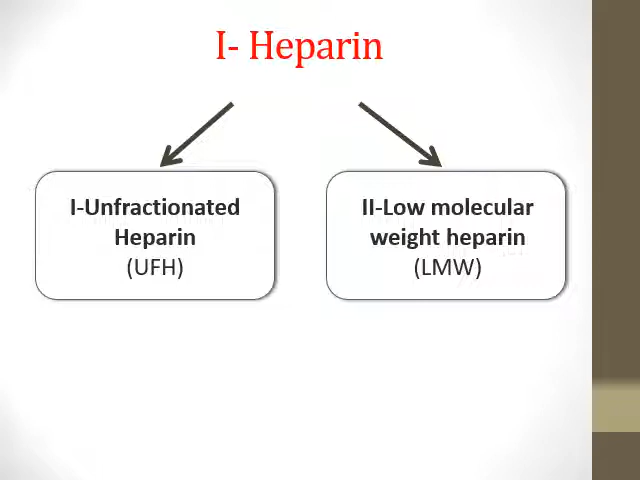 I- Heparin
I-Unfractionated
Heparin
(UFH)
II-Low molecular
weight heparin
(LMW)